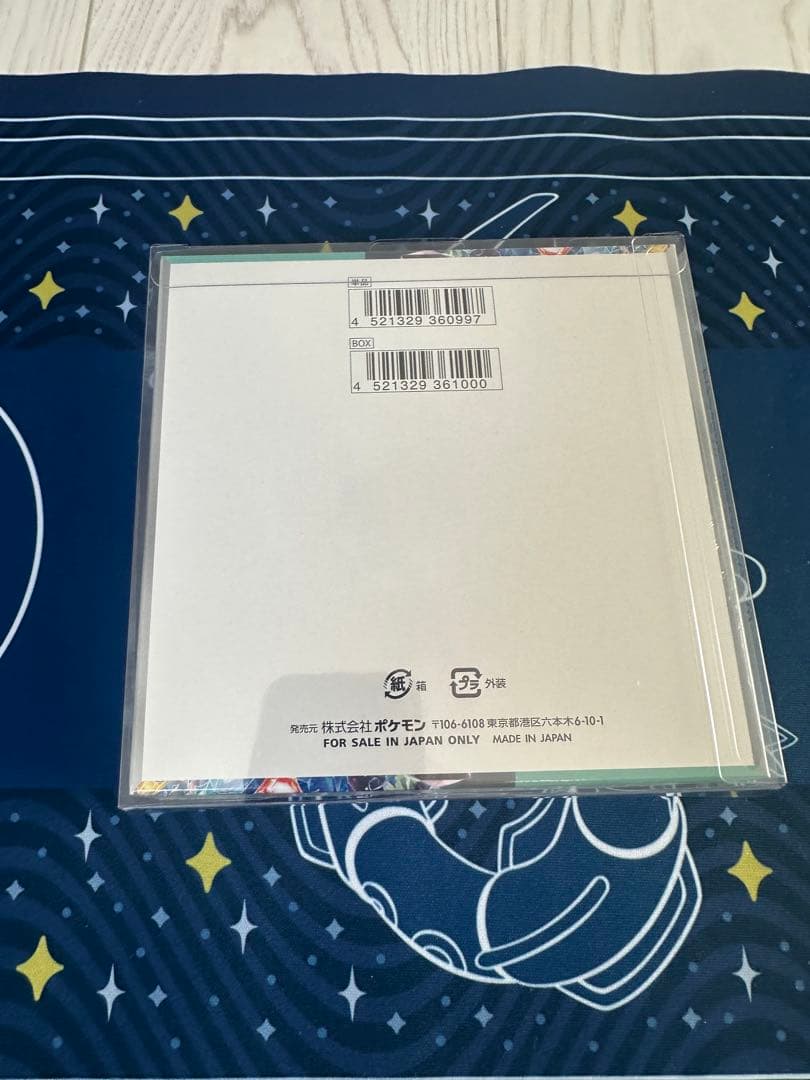 単品
4 521329 360997
BOX
4 521329 361000
紙 箱 プラ 外装
発売元 株式会社ポケモン 〒106-6108 東京都港区六本木6-10-1
FOR SALE IN JAPAN ONLY MADE IN JAPAN